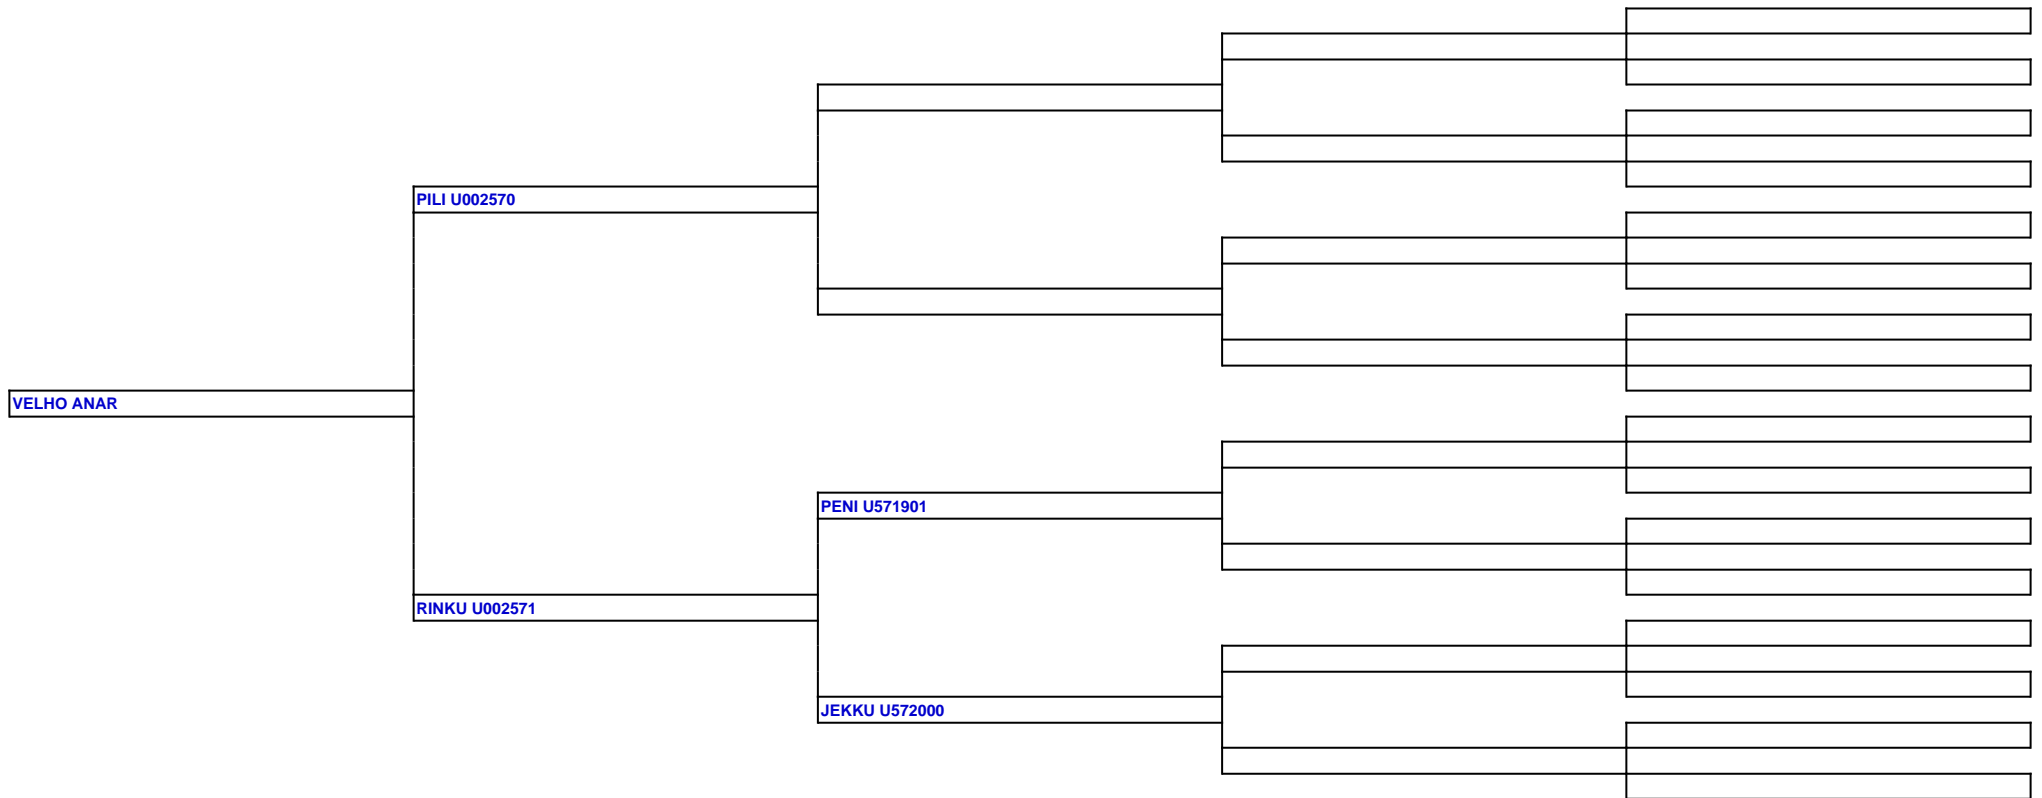 PILI U002570
VELHO ANAR
PENI U571901
RINKU U002571
JEKKU U572000